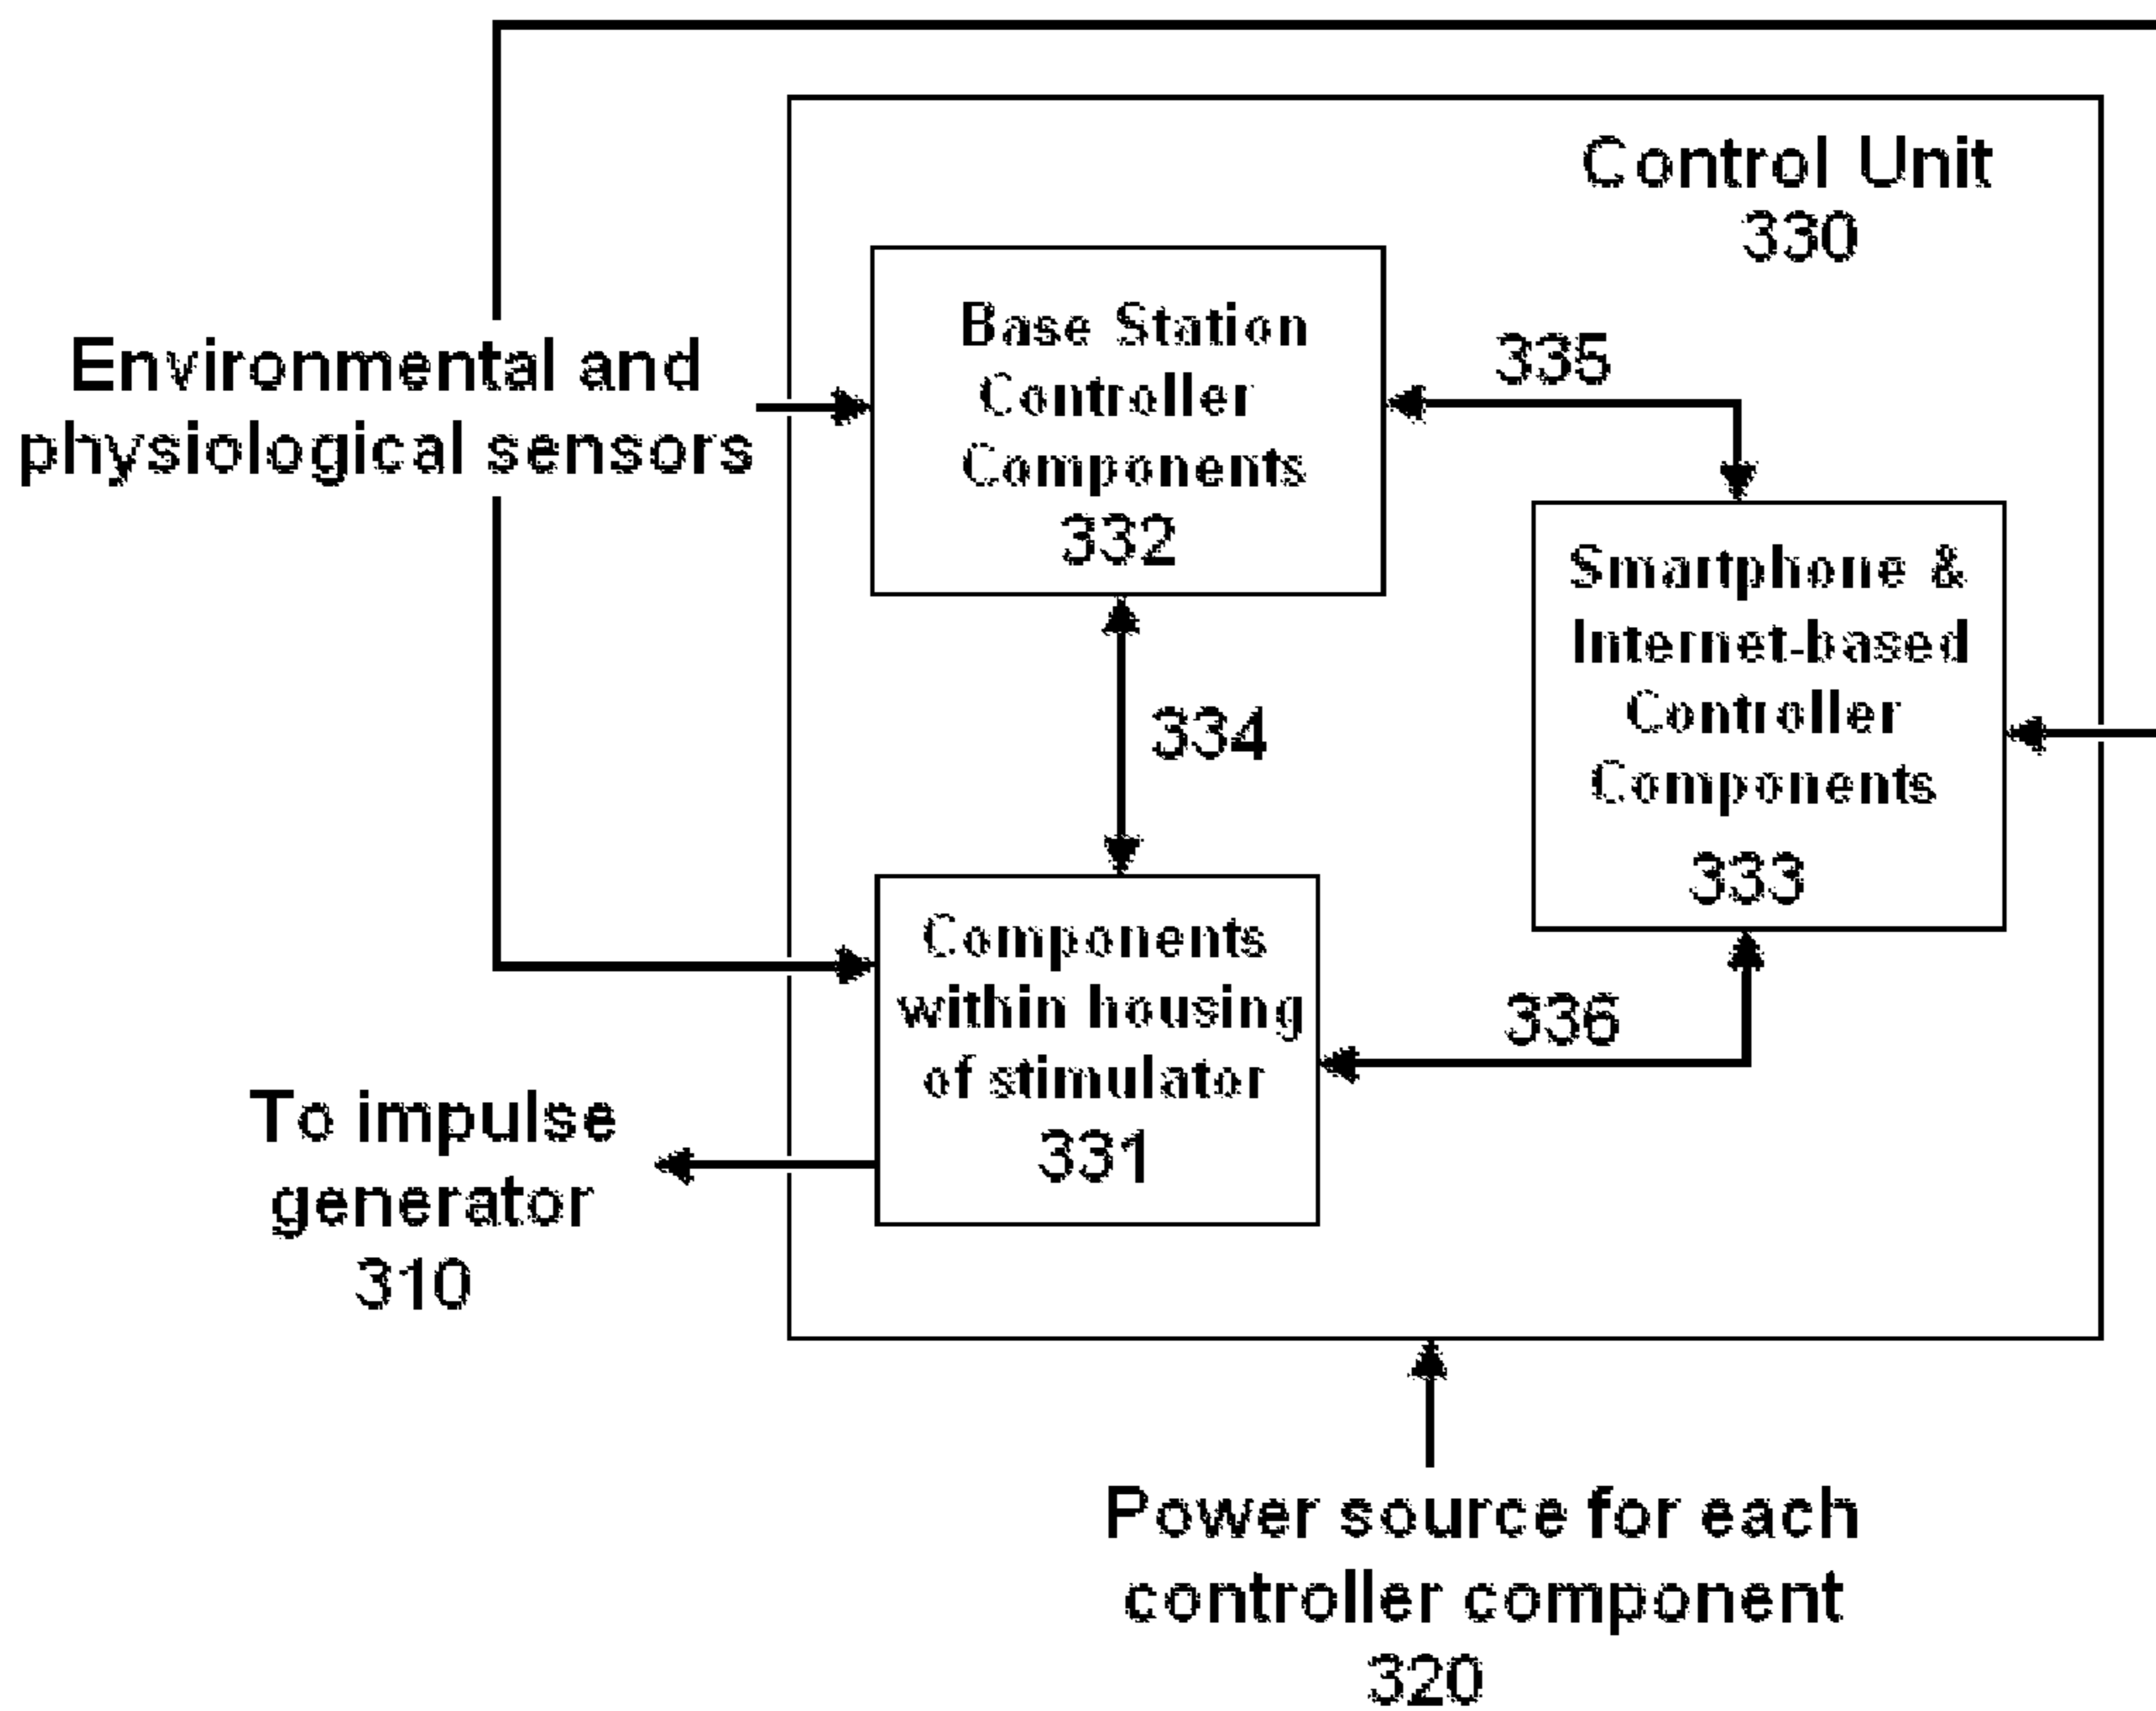 Control Unit
330
Base Station
Controller
Components
332
335
Environmental and
physiological sensors
Smartphone &
Internet-based
Controller
Components
333
334
Components
within housing
of stimulator
331
336
To impulse
generator
310
Power source for each
controller component
320